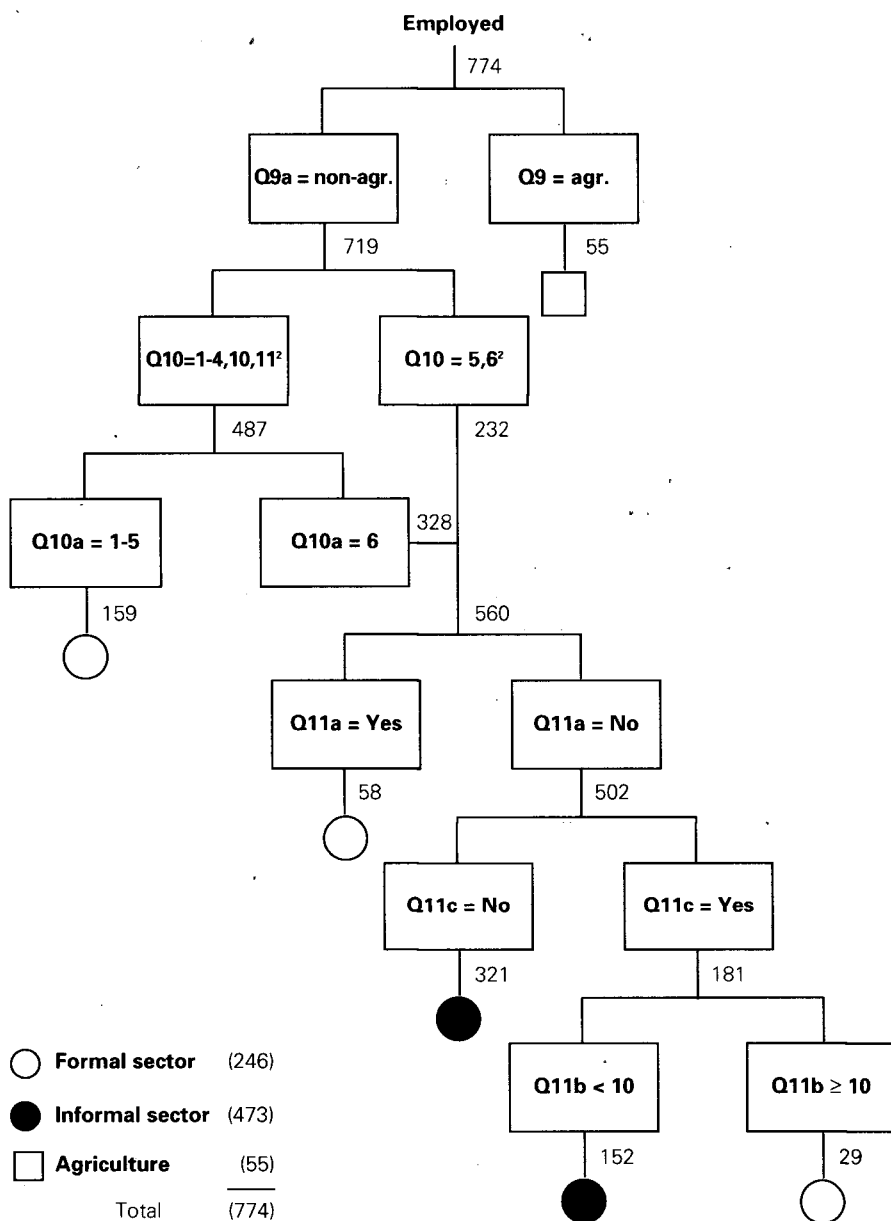 Employed
774
Q9a = non-agr.
Q9 = agr.
719
55
Q10=1-4,10,11²
Q10 = 5,6²
487
232
Q10a = 1-5
Q10a = 6
328
159
560
Q11a = Yes
Q11a = No
58
502
Q11c = No
Q11c = Yes
321
181
Q11b < 10
Q11b ≥ 10
152
29
Formal sector (246)
Informal sector (473)
Agriculture (55)
Total (774)